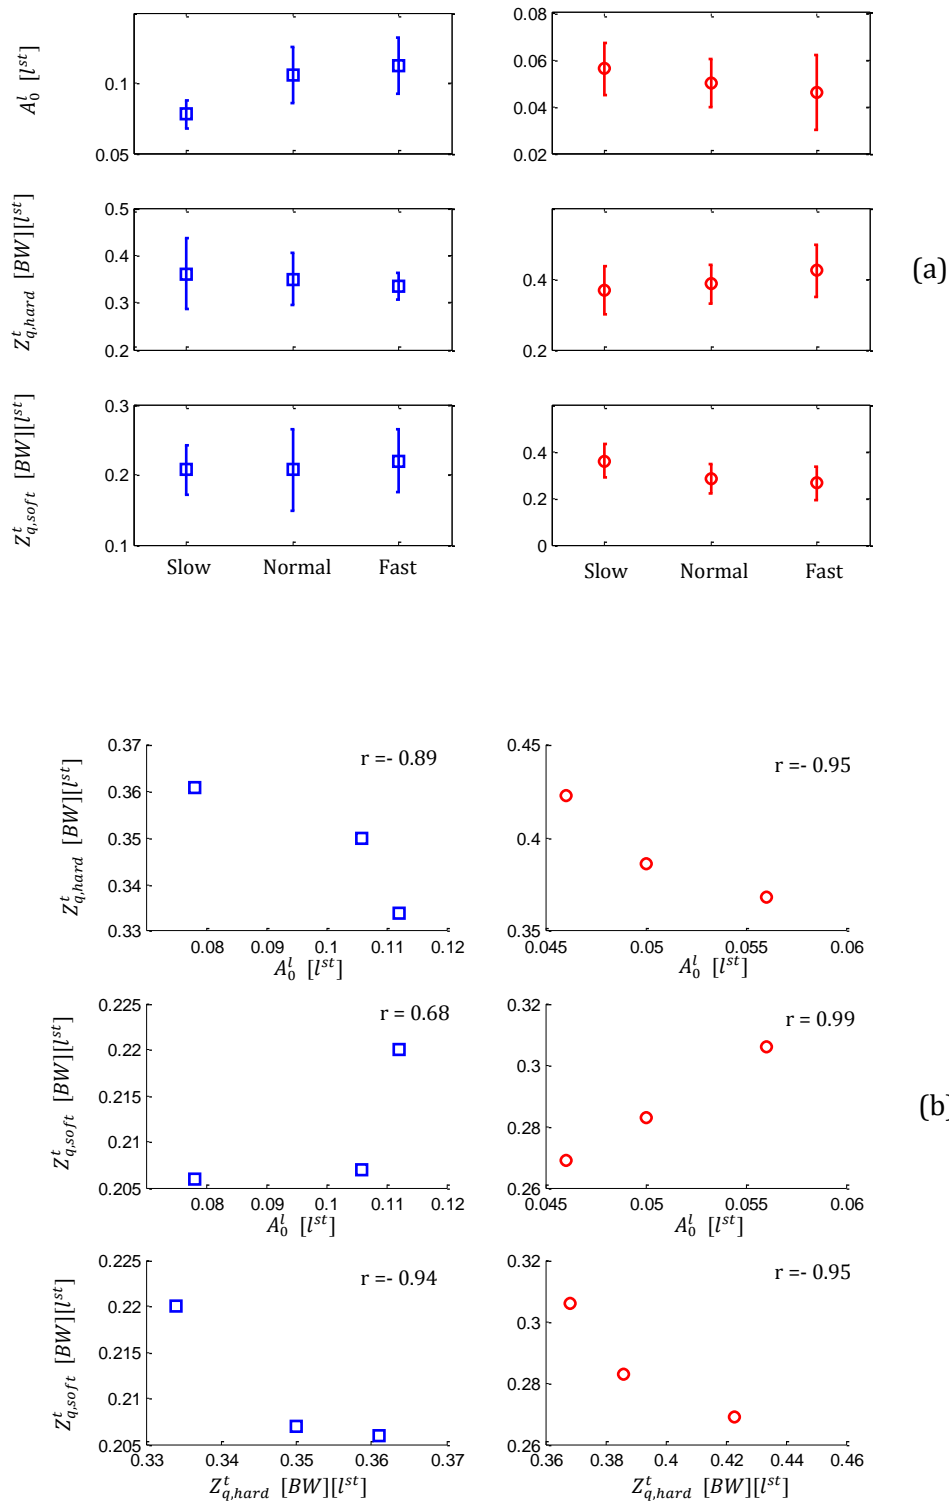 A_0^l [l^{st}]
0.1
0.05
0.08
0.06
0.04
0.02
Z_{q,hard}^t [BW][l^{st}]
0.5
0.4
0.3
0.2
0.4
0.2
(a)
Z_{q,soft}^t [BW][l^{st}]
0.3
0.2
0.1
0.4
0.2
0
Slow Normal Fast
Slow Normal Fast
Z_{q,hard}^t [BW][l^{st}]
0.37
0.36
0.35
0.34
0.33
r =- 0.89
0.08 0.09 0.1 0.11 0.12
A_0^l [l^{st}]
0.45
0.4
0.35
r =- 0.95
0.045 0.05 0.055 0.06
A_0^l [l^{st}]
Z_{q,soft}^t [BW][l^{st}]
0.225
0.22
0.215
0.21
0.205
r = 0.68
0.08 0.09 0.1 0.11 0.12
A_0^l [l^{st}]
0.32
0.3
0.28
0.26
r = 0.99
0.045 0.05 0.055 0.06
A_0^l [l^{st}]
(b)
Z_{q,soft}^t [BW][l^{st}]
0.225
0.22
0.215
0.21
0.205
r =- 0.94
0.33 0.34 0.35 0.36 0.37
Z_{q,hard}^t [BW][l^{st}]
0.32
0.3
0.28
0.26
r =- 0.95
0.36 0.38 0.4 0.42 0.44 0.46
Z_{q,hard}^t [BW][l^{st}]